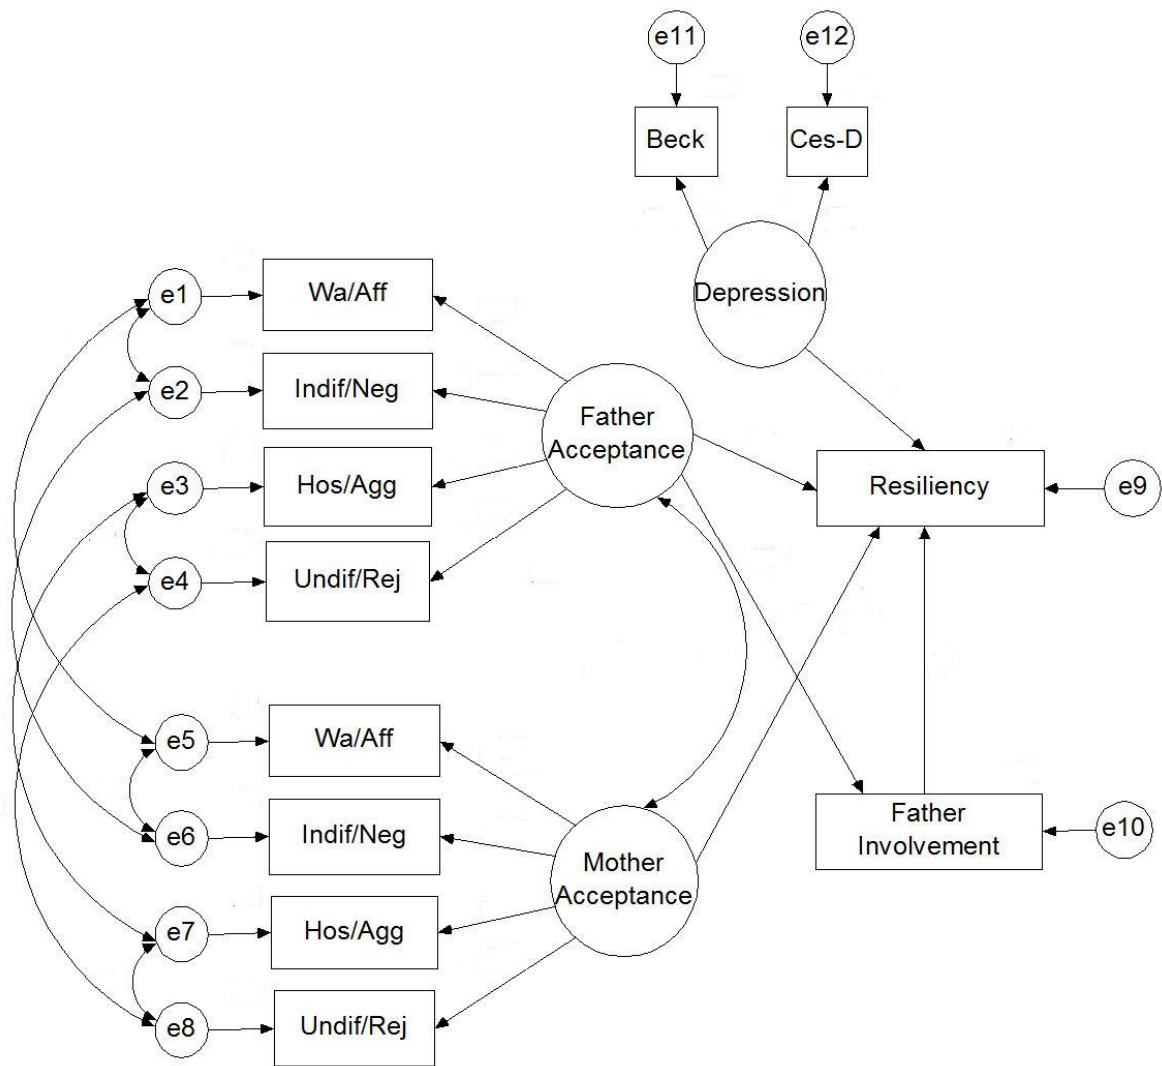 e11
e12
Beck
Ces-D
Depression
e1
Wa/Aff
e2
Indif/Neg
Father
Acceptance
e3
Hos/Agg
Resiliency
e9
e4
Undif/Rej
e5
Wa/Aff
e6
Indif/Neg
Father
Involvement
e10
Mother
Acceptance
e7
Hos/Agg
e8
Undif/Rej